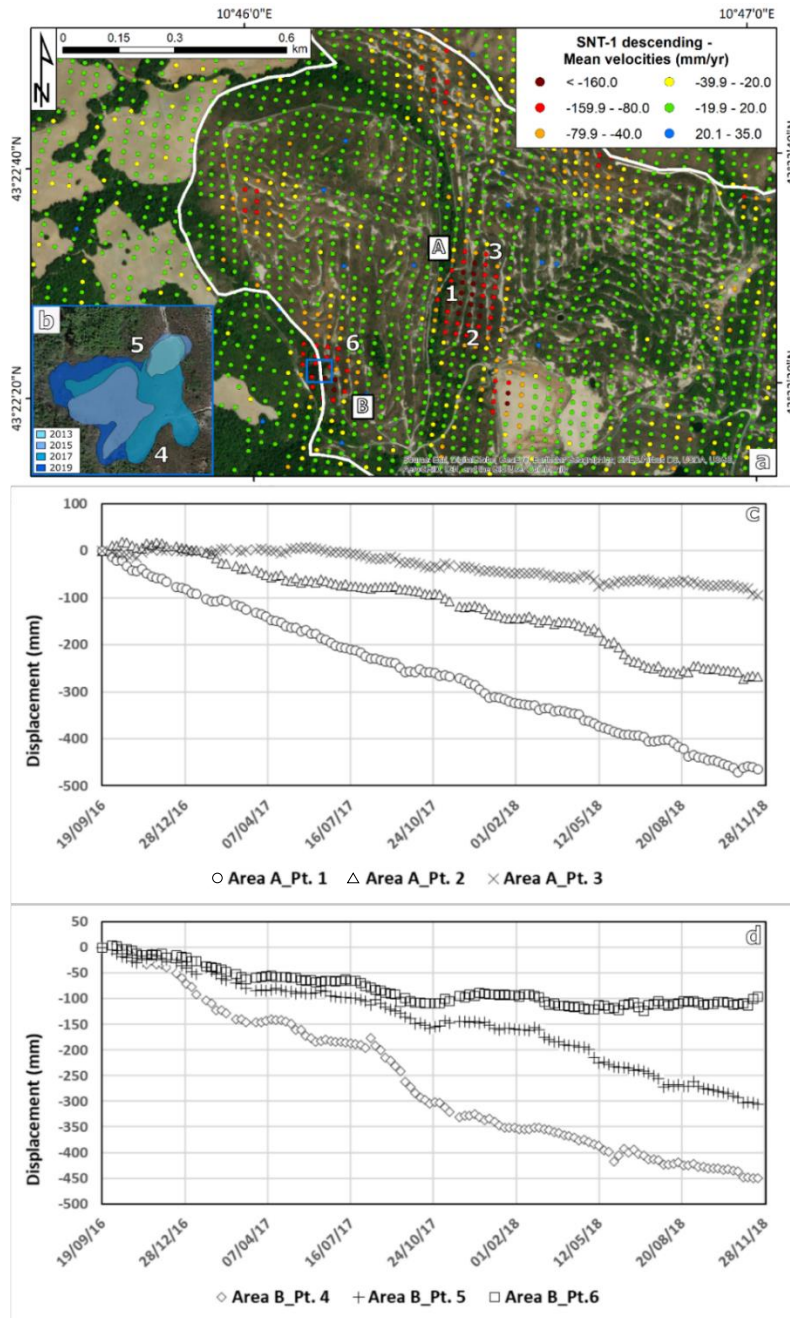 10°46'0"E
10°47'0"E
0 0.15 0.3 0.6
km
N
SNT-1 descending -
Mean velocities (mm/yr)
< -160.0
-39.9 - -20.0
-159.9 - -80.0
-19.9 - 20.0
-79.9 - -40.0
20.1 - 35.0
43°22'40"
43°22'20"
A
3
1
2
6
B
b
5
4
2013
2015
2017
2019
a
100
0
-100
-200
-300
-400
-500
Displacement (mm)
c
19/09/16
28/12/16
07/04/17
16/07/17
24/10/17
01/02/18
12/05/18
20/08/18
28/11/18
Area A_Pt. 1 Area A_Pt. 2 Area A_Pt. 3
50
0
-50
-100
-150
-200
-250
-300
-350
-400
-450
-500
Displacement (mm)
d
19/09/16
28/12/16
07/04/17
16/07/17
24/10/17
01/02/18
12/05/18
20/08/18
28/11/18
Area B_Pt. 4 Area B_Pt. 5 Area B_Pt.6